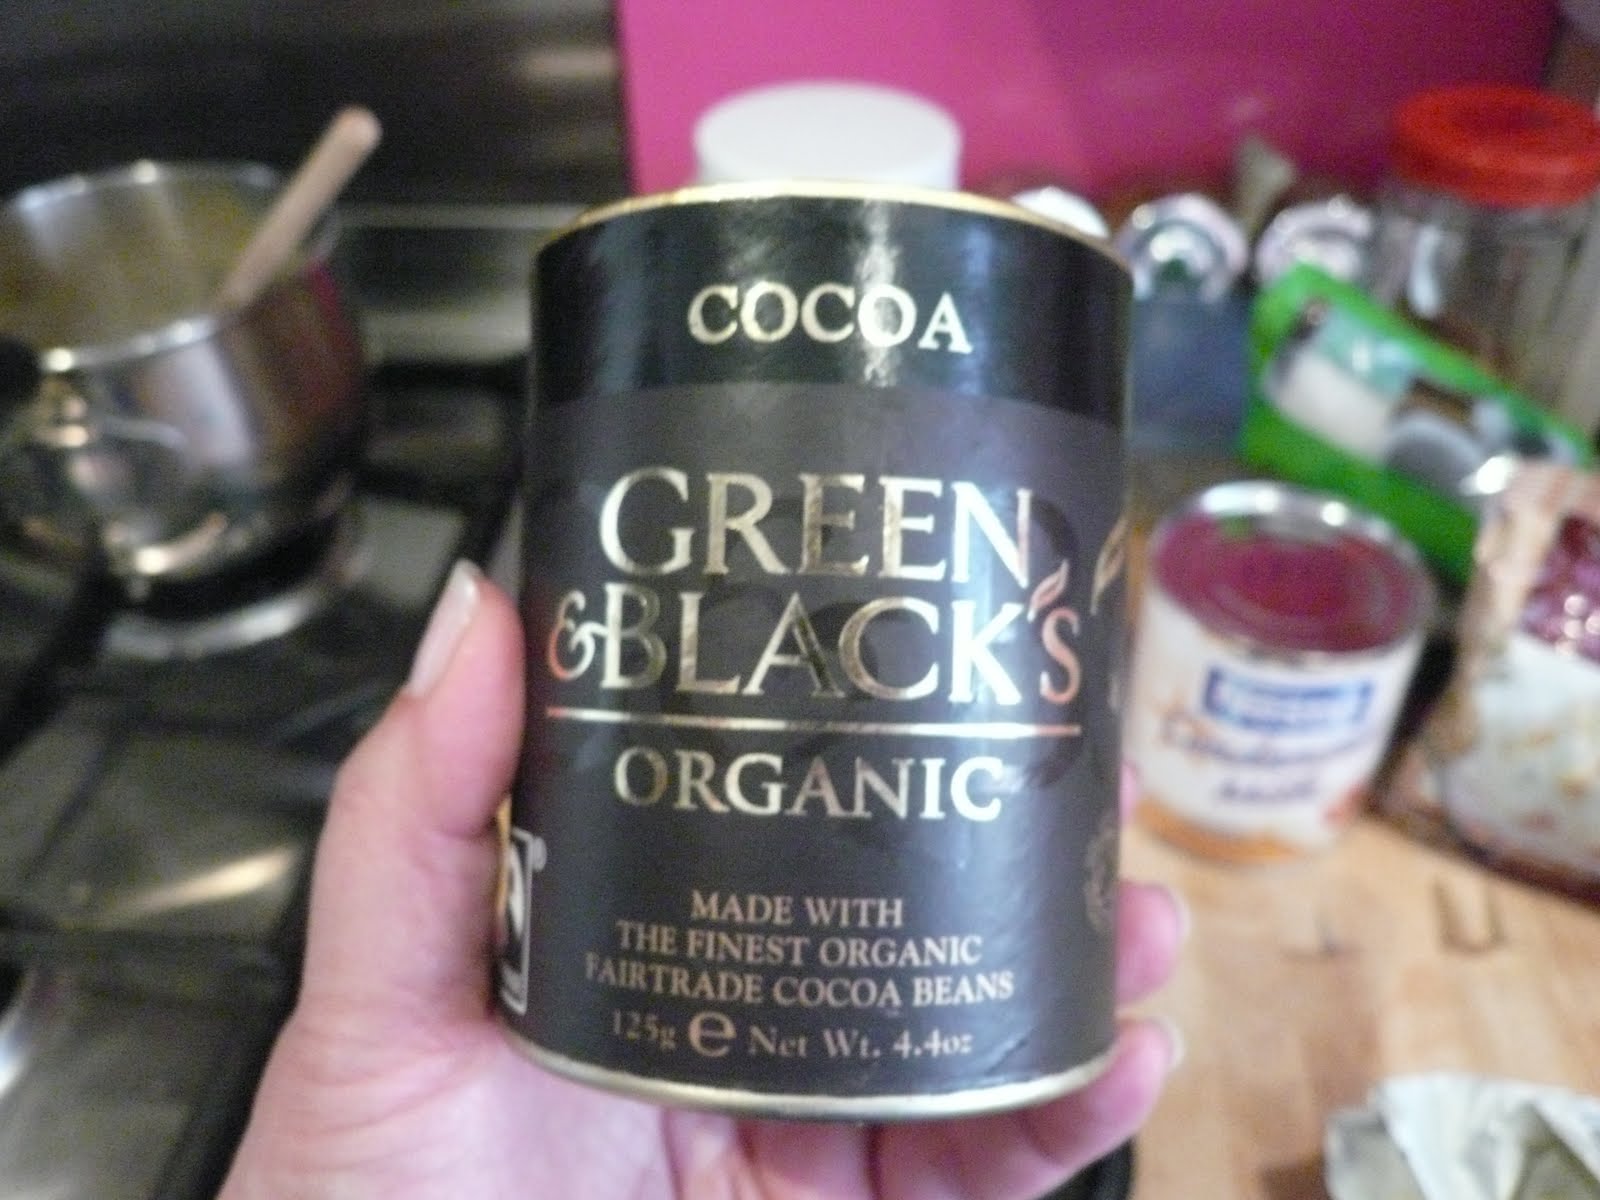 COCOA
GREEN
&BLACK'S
ORGANIC
MADE WITH
THE FINEST ORGANIC
FAIRTRADE COCOA BEANS
125g e Net Wt. 4.4oz